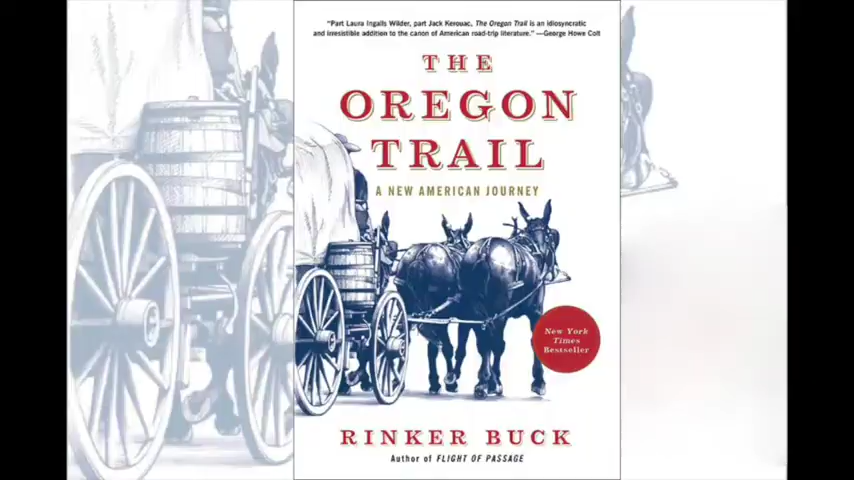 "Part Laura Ingalls Wilder, part Jack Kerouac, The Oregon Trail is an idiosyncratic
and irresistible addition to the canon of American road-trip literature." —George Howe Colt
THE
OREGON
TRAIL
A NEW AMERICAN JOURNEY
New York
Times
Bestseller
RINKER BUCK
Author of FLIGHT OF PASSAGE